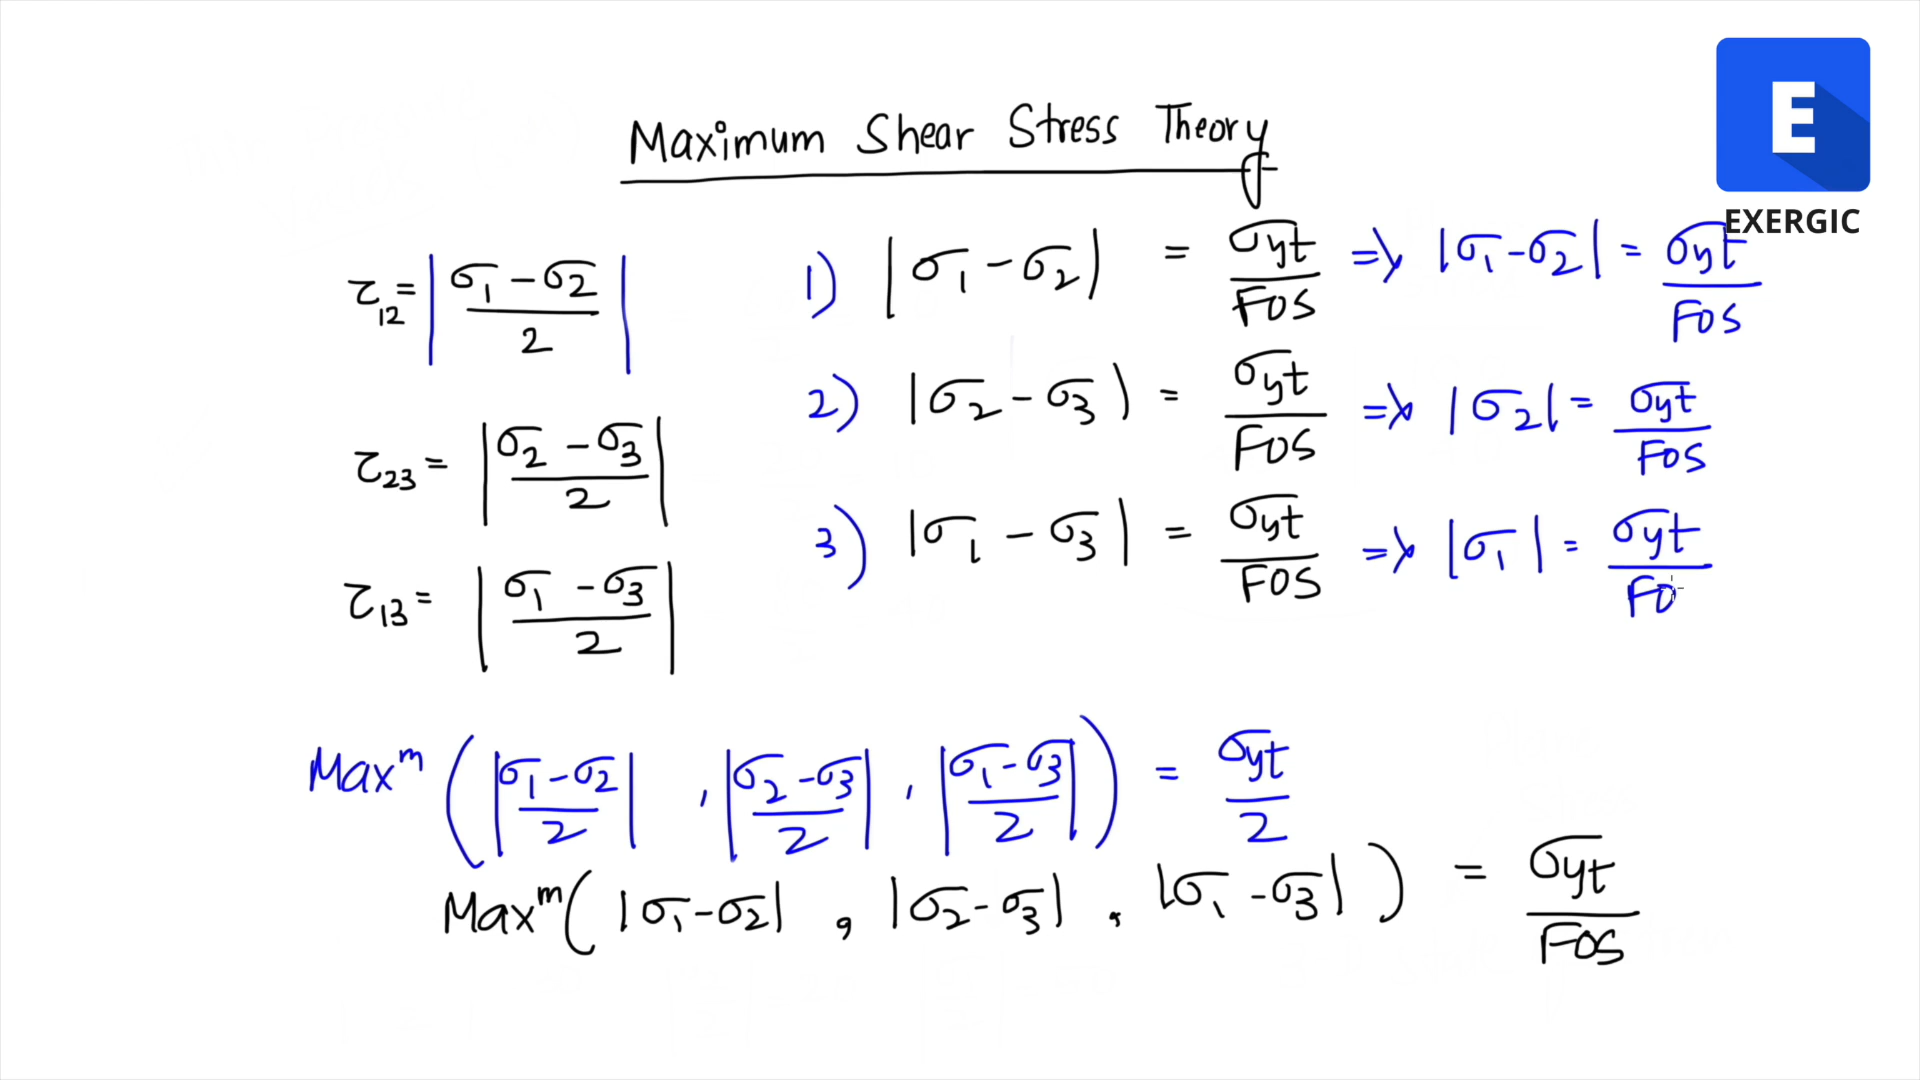 Maximum Shear Stress Theory
E
EXERGIC
τ12 = |σ1 - σ2 / 2|
1) |σ1 - σ2| = σyt / FOS => |σ1 - σ2| = σyt / FOS
2) |σ2 - σ3| = σyt / FOS => |σ2| = σyt / FOS
τ23 = |σ2 - σ3 / 2|
3) |σ1 - σ3| = σyt / FOS => |σ1| = σyt / FO
τ13 = |σ1 - σ3 / 2|
Maxᵐ (|σ1 - σ2 / 2| , |σ2 - σ3 / 2| , |σ1 - σ3 / 2|) = σyt / 2
Maxᵐ (|σ1 - σ2| , |σ2 - σ3| , |σ1 - σ3|) = σyt / FOS